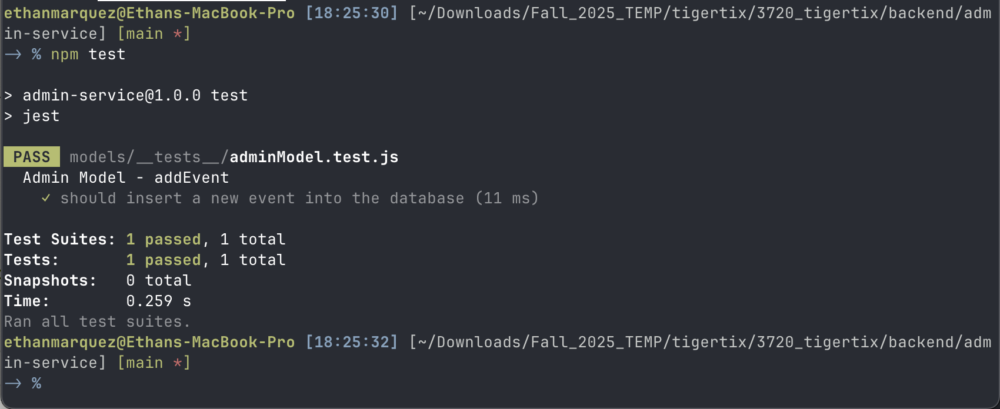 ethanmarquez@Ethans-MacBook-Pro [18:25:30] [~/Downloads/Fall_2025_TEMP/tigertix/3720_tigertix/backend/adm
in-service] [main *]
-> % npm test
> admin-service@1.0.0 test
> jest
PASS models/__tests__/adminModel.test.js
Admin Model - addEvent
✓ should insert a new event into the database (11 ms)
Test Suites: 1 passed, 1 total
Tests: 1 passed, 1 total
Snapshots: 0 total
Time: 0.259 s
Ran all test suites.
ethanmarquez@Ethans-MacBook-Pro [18:25:32] [~/Downloads/Fall_2025_TEMP/tigertix/3720_tigertix/backend/adm
in-service] [main *]
-> %